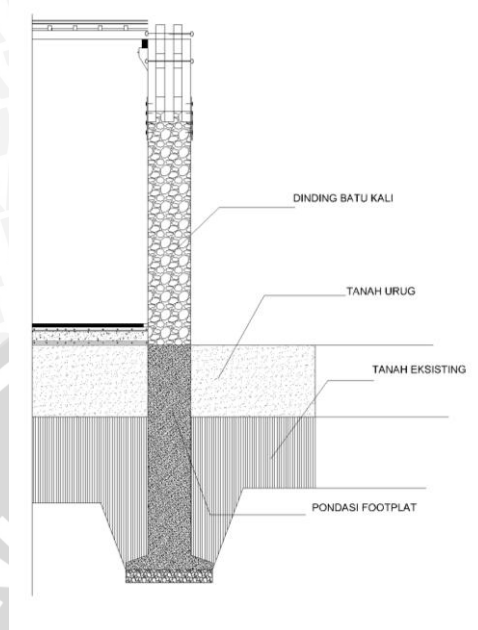 DINDING BATU KALI
TANAH URUG
TANAH EKSISTING
PONDASI FOOTPLAT